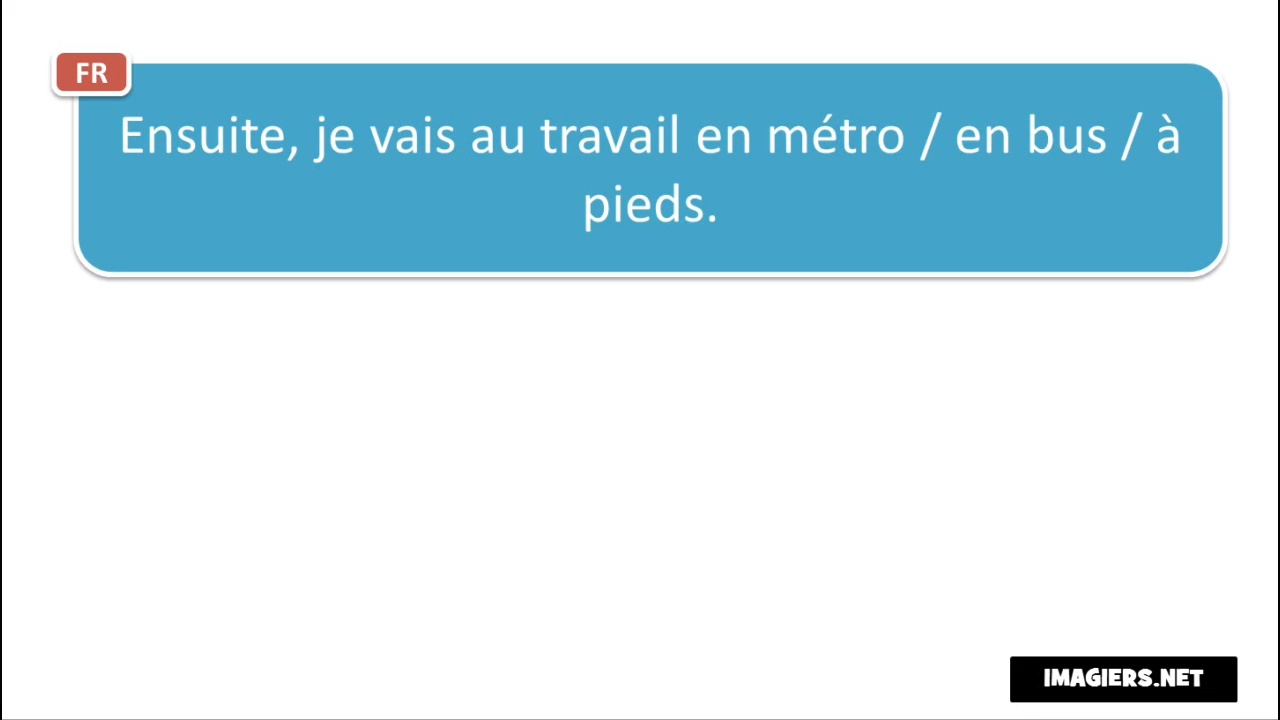 FR
Ensuite, je vais au travail en métro / en bus / à
pieds.
IMAGIERS.NET